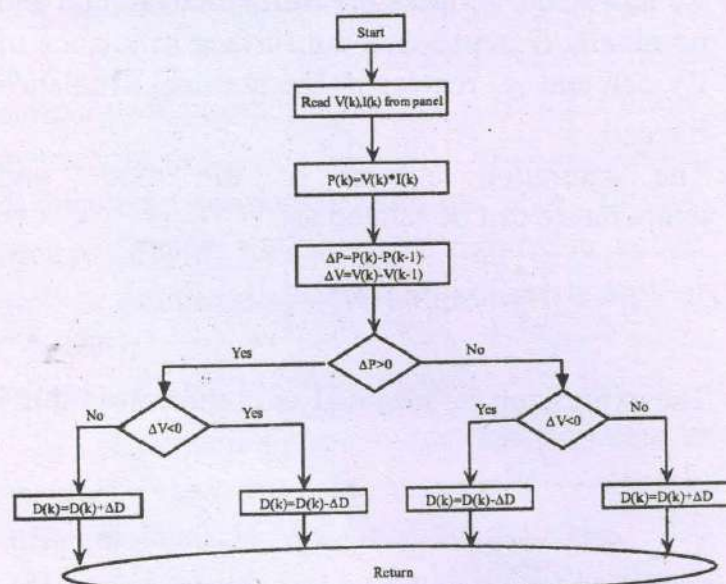 Start
Read V(k),I(k) from panel
P(k)=V(k)*I(k)
ΔP=P(k)-P(k-1)
ΔV=V(k)-V(k-1)
Yes
ΔP>0
No
No
ΔV<0
Yes
Yes
ΔV<0
No
D(k)=D(k)+ΔD
D(k)=D(k)-ΔD
D(k)=D(k)-ΔD
D(k)=D(k)+ΔD
Return